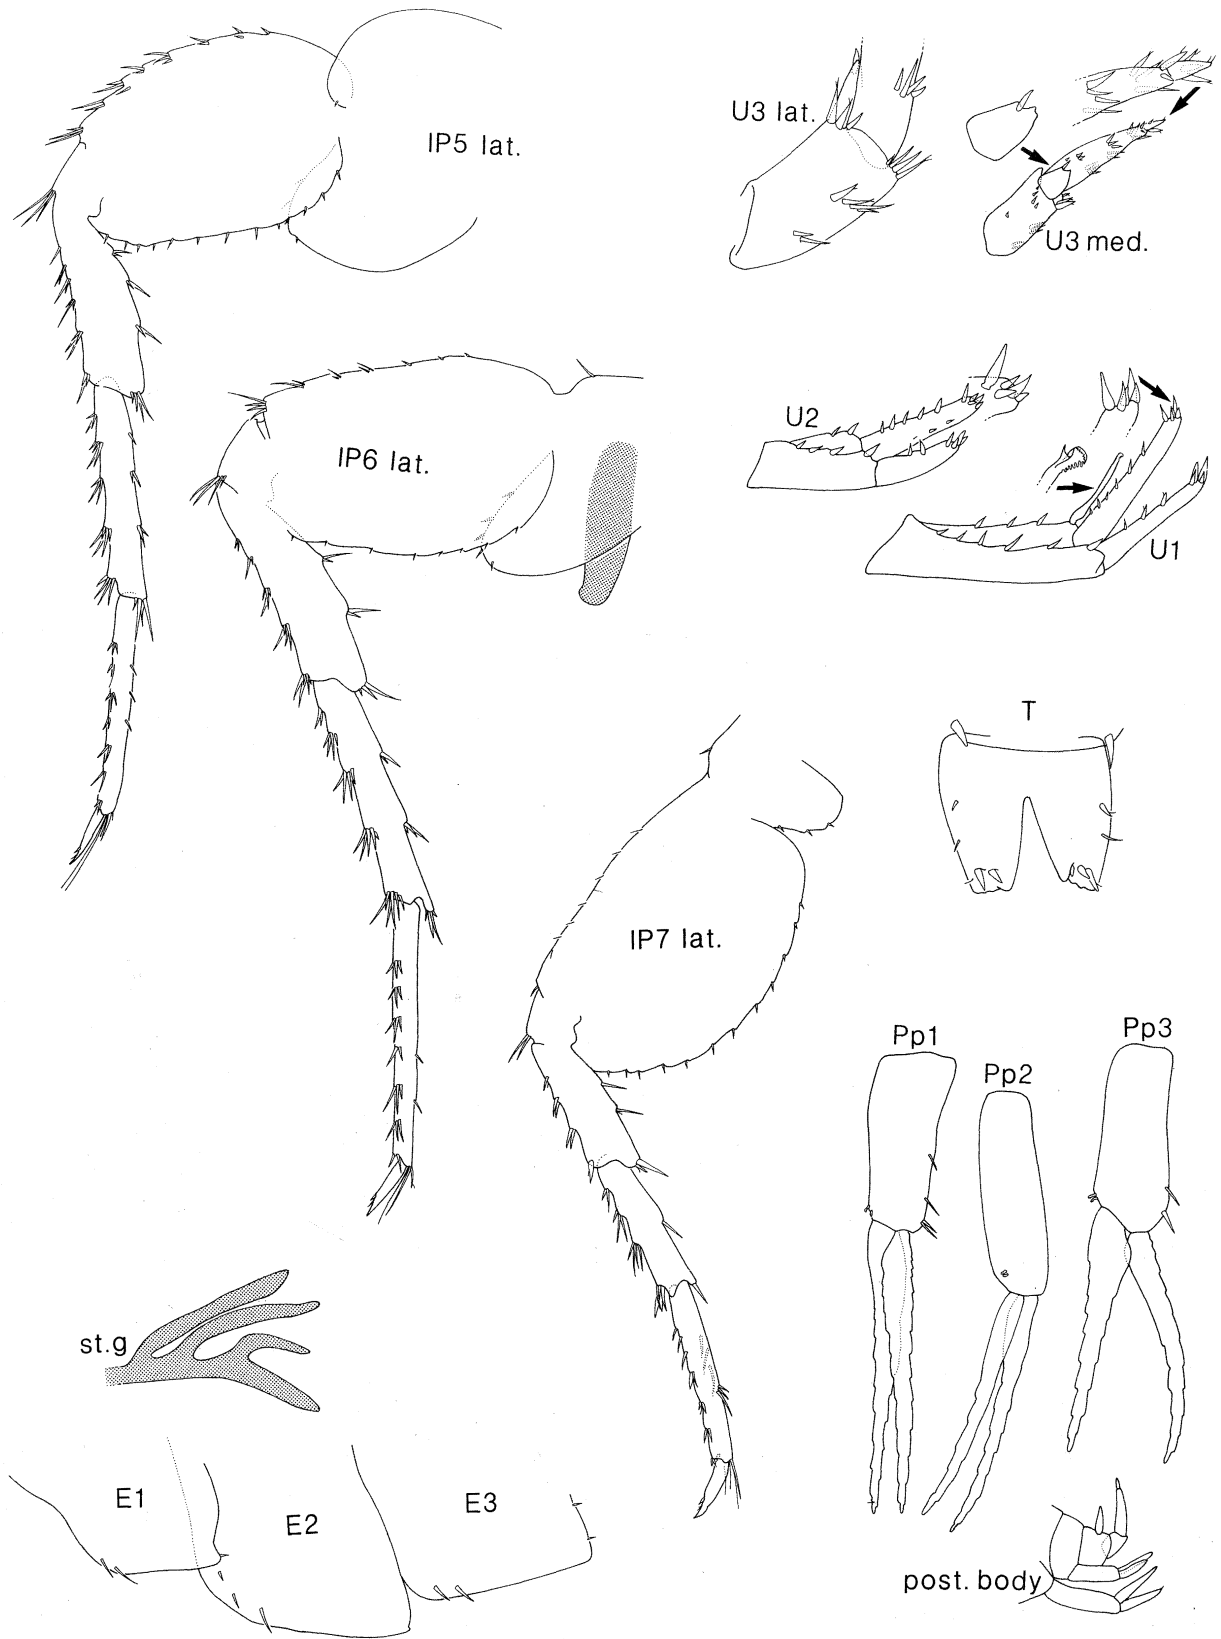 IP5 lat.
U3 lat.
U3 med.
U2
IP6 lat.
U1
T
IP7 lat.
Pp1
Pp2
Pp3
st.g
E1
E2
E3
post. body